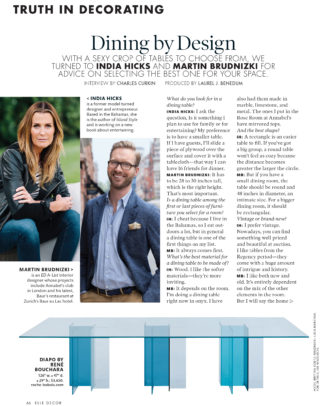 TRUTH IN DECORATING
Dining by Design
WITH A SEXY CROP OF TABLES TO CHOOSE FROM, WE
TURNED TO INDIA HICKS AND MARTIN BRUDNIZKI FOR
ADVICE ON SELECTING THE BEST ONE FOR YOUR SPACE.
INTERVIEW BY CHARLES CURKIN PRODUCED BY LAUREL J. BENEDUM
< INDIA HICKS
is a former model turned
designer and entrepreneur.
Based in the Bahamas, she
is the author of Island Style
and is working on a new
book about entertaining.
MARTIN BRUDNIZKI >
is an ED A-List interior
designer whose projects
include Annabel's club
in London and his latest,
Baur's restaurant at
Zurich's Baur au Lac hotel.
What do you look for in a
dining table?
INDIA HICKS: I ask the
question, Is it something I
plan to use for family or for
entertaining? My preference
is to have a smaller table.
If I have guests, I'll slide a
piece of plywood over the
surface and cover it with a
tablecloth—that way I can
have 16 friends for dinner.
MARTIN BRUDNIZKI: It has
to be 28 to 30 inches tall,
which is the right height.
That's most important.
Is a dining table among the
first or last pieces of furni-
ture you select for a room?
IH: I cheat because I live in
the Bahamas, so I eat out-
doors a lot, but in general
a dining table is one of the
first things on my list.
MB: It always comes first.
What's the best material for
a dining table to be made of?
IH: Wood. I like the softer
materials—they're more
inviting.
MB: It depends on the room.
I'm doing a dining table
right now in onyx. I have
also had them made in
marble, limestone, and
metal. The ones I put in the
Rose Room at Annabel's
have mirrored tops.
And the best shape?
IH: A rectangle is an easier
table to fill. If you've got
a big group, a round table
won't feel as cozy because
the distance becomes
greater the larger the circle.
MB: But if you have a
small dining room, the
table should be round and
48 inches in diameter, an
intimate size. For a bigger
dining room, it should
be rectangular.
Vintage or brand-new?
IH: I prefer vintage.
Nowadays, you can find
something well priced
and beautiful at auction.
I like tables from the
Regency period—they
come with a huge amount
of intrigue and history.
MB: I like both new and
old. It's entirely dependent
on the mix of the other
elements in the room.
But I will say the home >
DIAPO BY
RENÉ
BOUCHARA
roche-bobois.com
ELLE DECOR